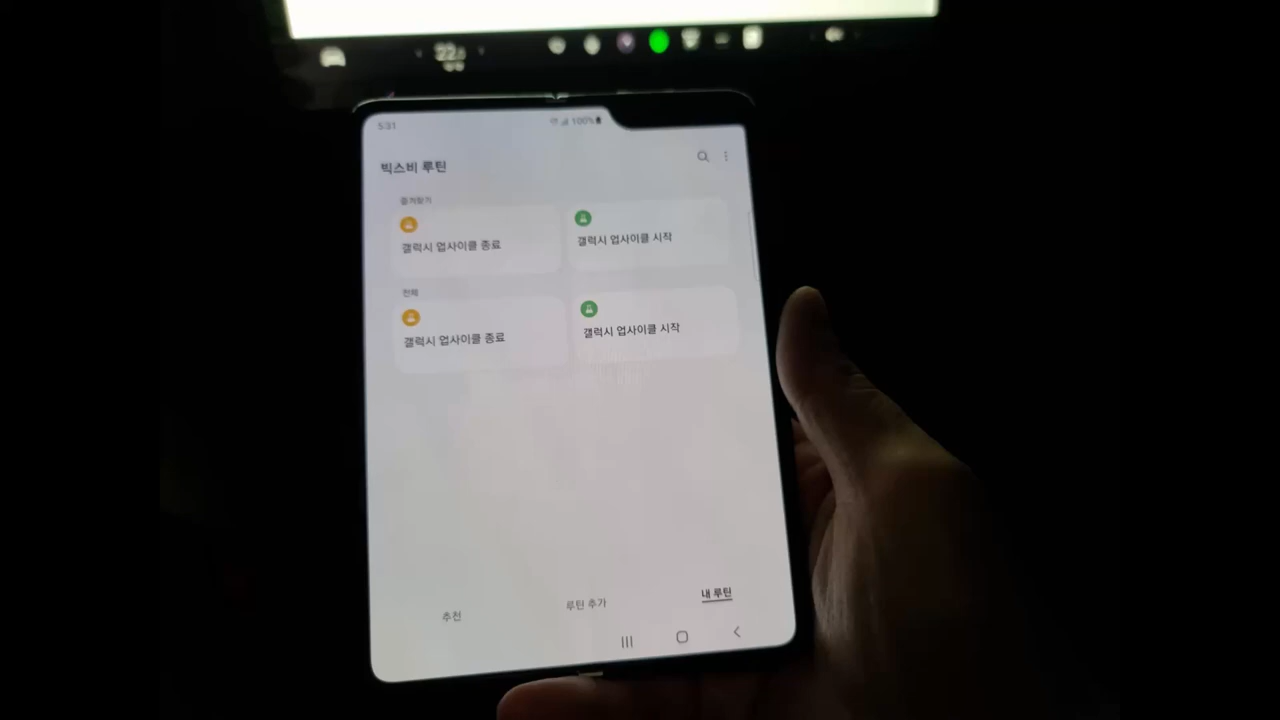 22.5
5:31
100%
빅스비 루틴
즐겨찾기
갤럭시 업사이클 종료
갤럭시 업사이클 시작
전체
갤럭시 업사이클 종료
갤럭시 업사이클 시작
추천
루틴 추가
내 루틴